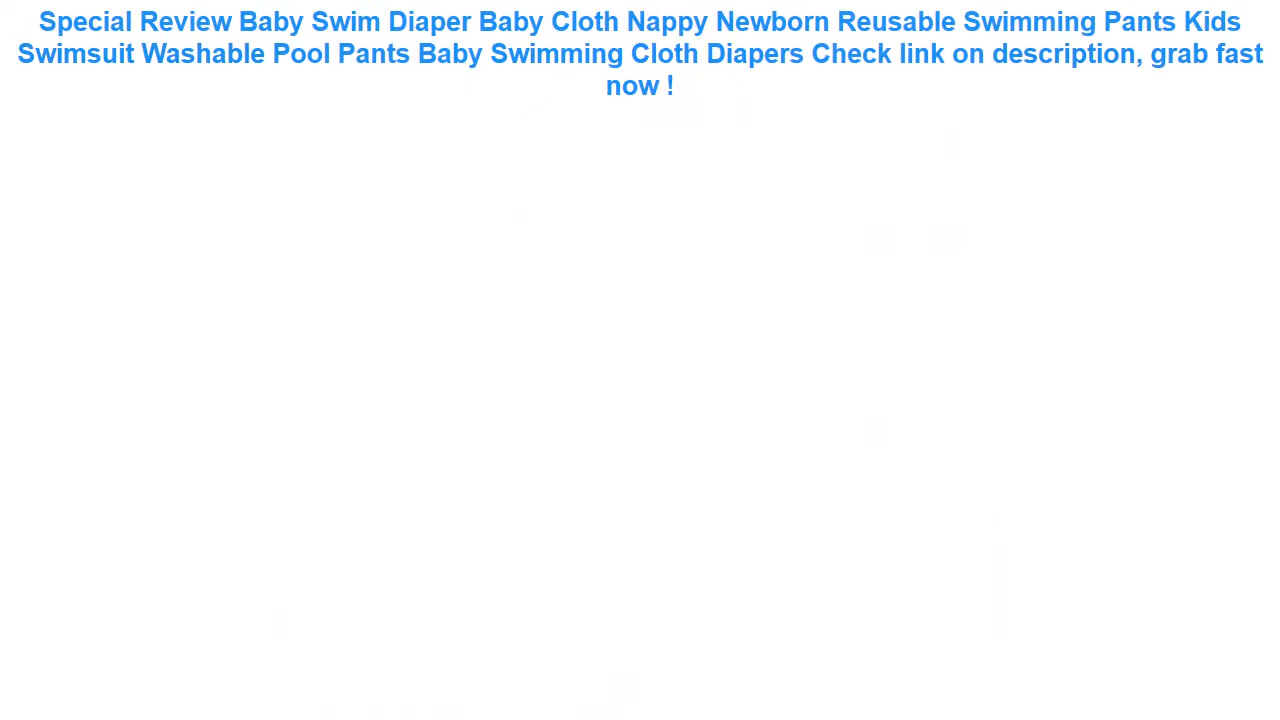 Special Review Baby Swim Diaper Baby Cloth Nappy Newborn Reusable Swimming Pants Kids
Swimsuit Washable Pool Pants Baby Swimming Cloth Diapers Check link on description, grab fast
now !